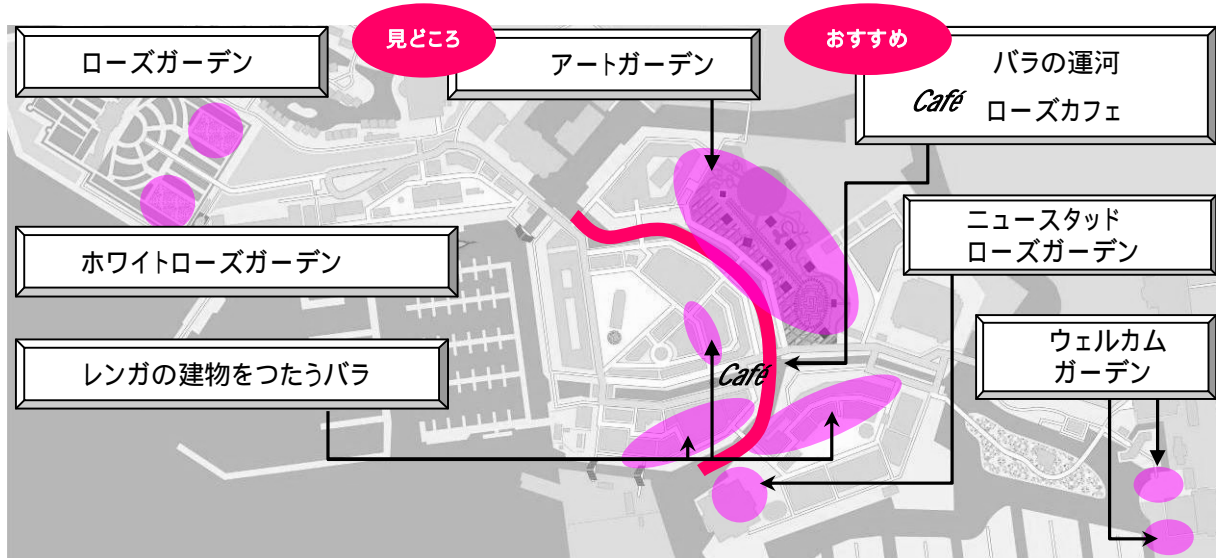 ローズガーデン
見どころ
アートガーデン
おすすめ
バラの運河
Café ローズカフェ
ホワイトローズガーデン
ニュースタッド
ローズガーデン
レンガの建物をつたうバラ
Café
ウェルカム
ガーデン